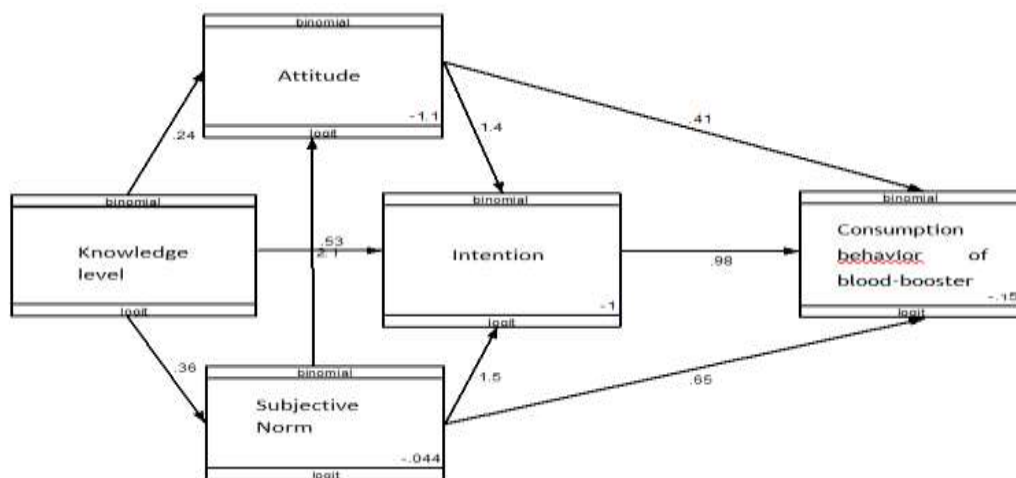 binomial
Attitude
-1.1
logit
.24
1.4
.41
binomial
Knowledge
level
logit
.53
2.1
binomial
Intention
-1
logit
.98
binomial
Consumption
behavior of
blood-booster
-.15
logit
.36
1.5
.65
binomial
Subjective
Norm
-.044
logit